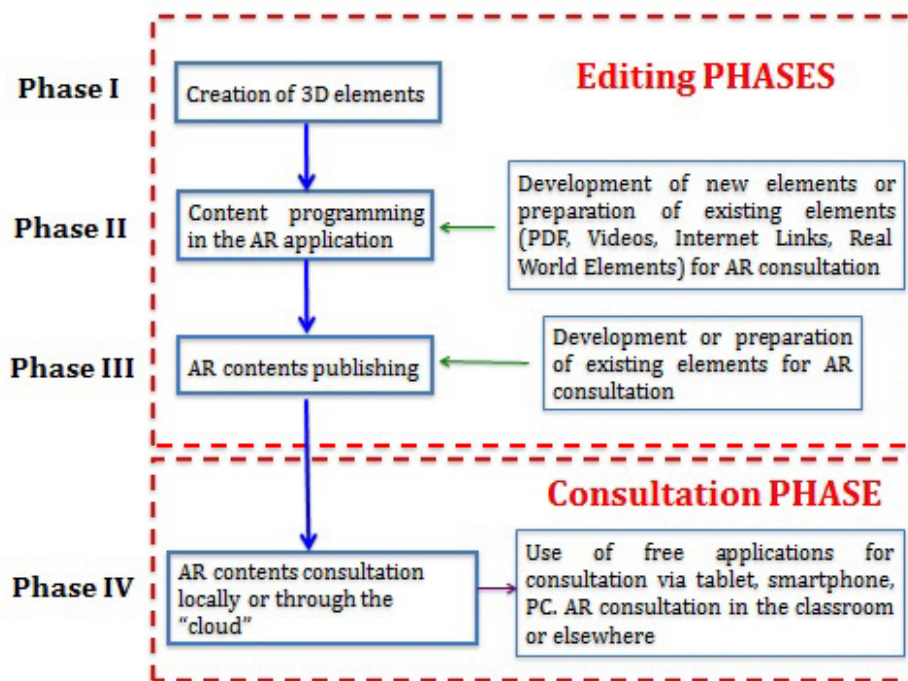 Editing PHASES
Phase I
Creation of 3D elements
Phase II
Content programming
in the AR application
Development of new elements or
preparation of existing elements
(PDF, Videos, Internet Links, Real
World Elements) for AR consultation
Phase III
AR contents publishing
Development or preparation
of existing elements for AR
consultation
Consultation PHASE
Phase IV
AR contents consultation
locally or through the
“cloud”
Use of free applications for
consultation via tablet, smartphone,
PC. AR consultation in the classroom
or elsewhere